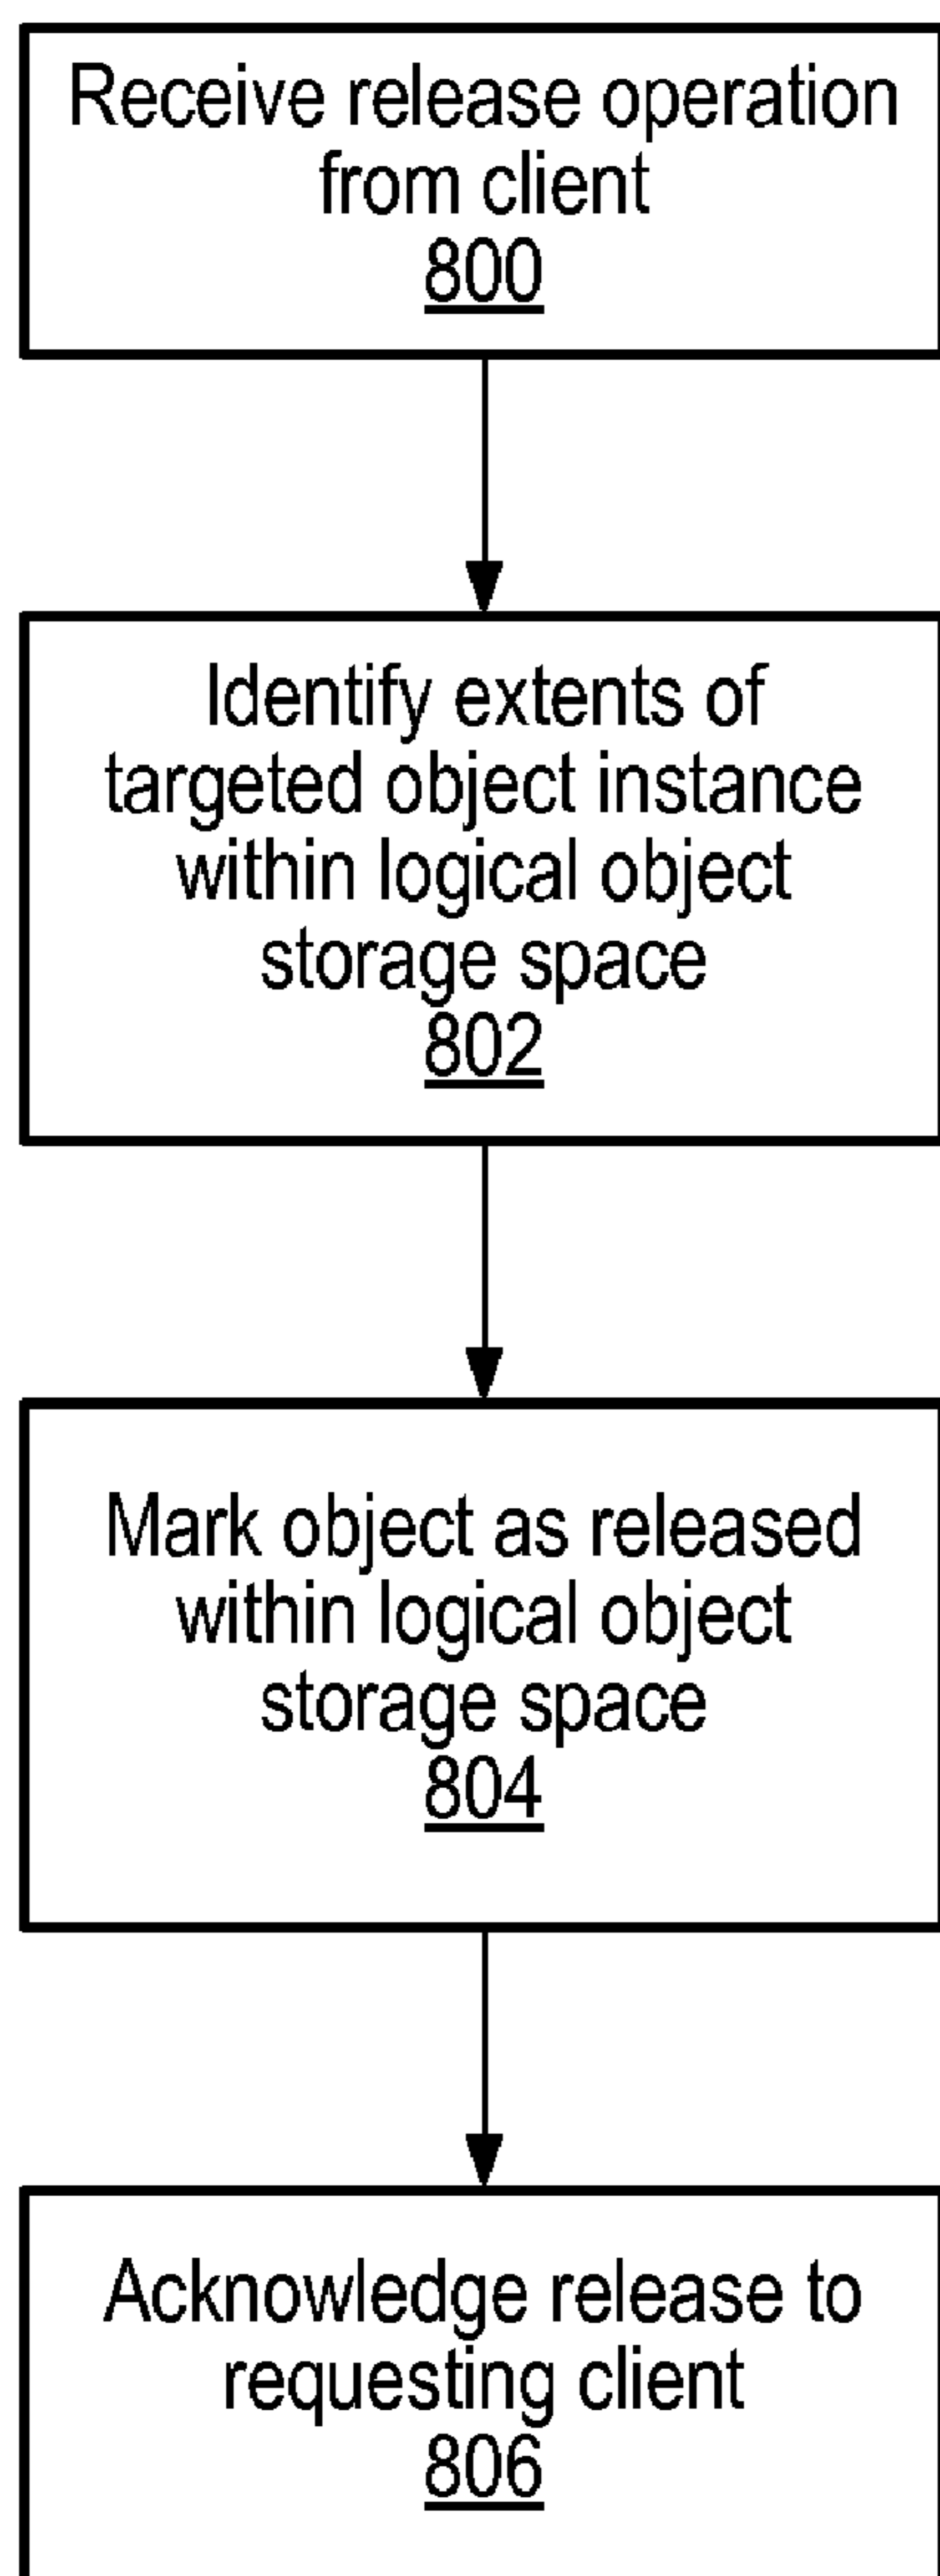 Receive release operation
from client
800
Identify extents of
targeted object instance
within logical object
storage space
802
Mark object as released
within logical object
storage space
804
Acknowledge release to
requesting client
806